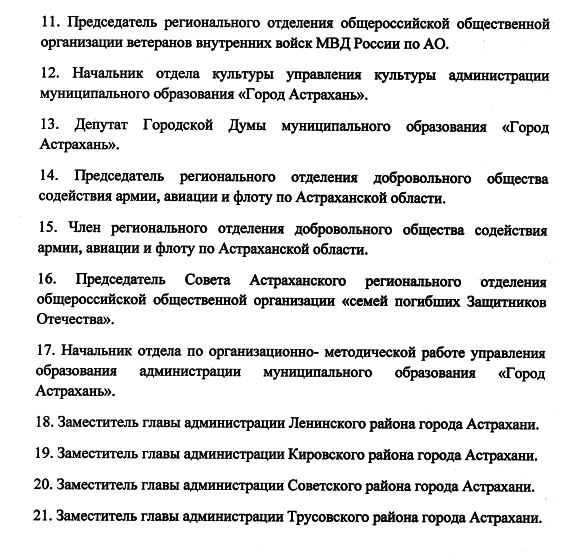 11. Председатель регионального отделения общероссийской общественной
организации ветеранов внутренних войск МВД России по АО.
12. Начальник отдела культуры управления культуры администрации
муниципального образования «Город Астрахань».
13. Депутат Городской Думы муниципального образования «Город
Астрахань».
14. Председатель регионального отделения добровольного общества
содействия армии, авиации и флоту по Астраханской области.
15. Член регионального отделения добровольного общества содействия
армии, авиации и флоту по Астраханской области.
16. Председатель Совета Астраханского регионального отделения
общероссийской общественной организации «семей погибших Защитников
Отечества».
17. Начальник отдела по организационно- методической работе управления
образования администрации муниципального образования «Город
Астрахань».
18. Заместитель главы администрации Ленинского района города Астрахани.
19. Заместитель главы администрации Кировского района города Астрахани.
20. Заместитель главы администрации Советского района города Астрахани.
21. Заместитель главы администрации Трусовского района города Астрахани.